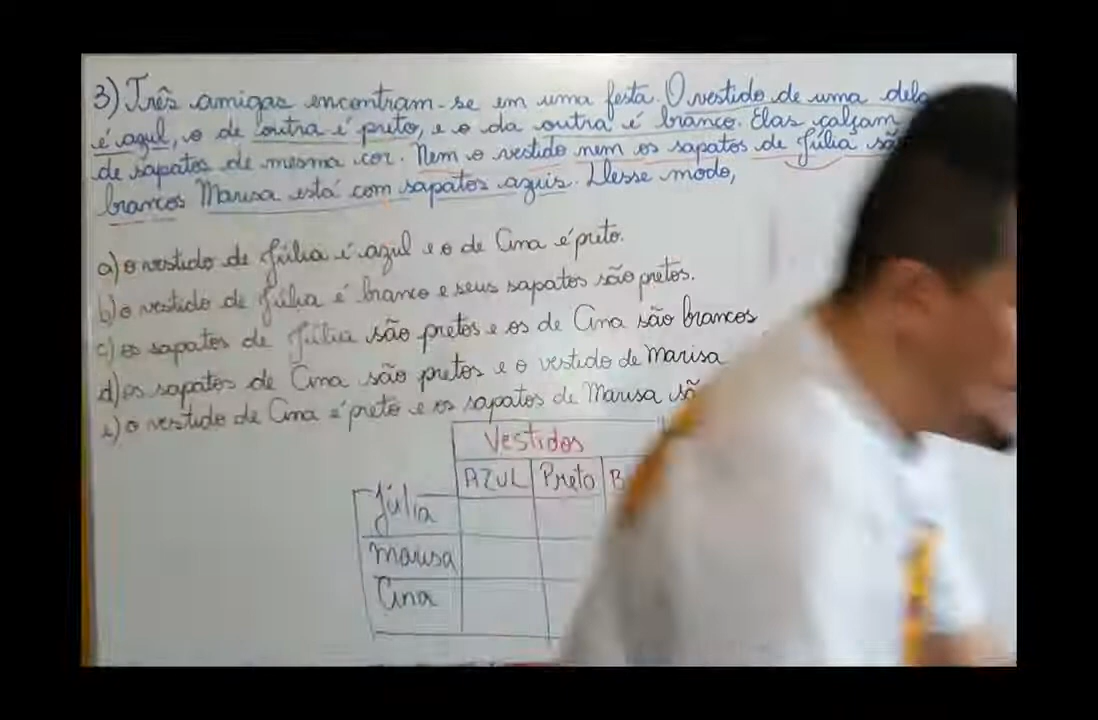 3) Três amigas encontram-se em uma festa. O vestido de uma dela
é azul, o de outra é preto, e o da outra é branco. Elas calçam
de sapatos de mesma cor. Nem o vestido nem os sapatos de Júlia
brancos Marisa está com sapatos azuis. Desse modo,
a) o vestido de Júlia é azul e o de Ana é preto.
b) o vestido de Júlia é branco e seus sapatos são pretos.
c) os sapatos de Júlia são pretos e os de Ana são brancos
d) os sapatos de Ana são pretos e o vestido de Marisa
e) o vestido de Ana é preto e os sapatos de Marisa
Vestidos
AZUL Preto B
Júlia
Marisa
Ana